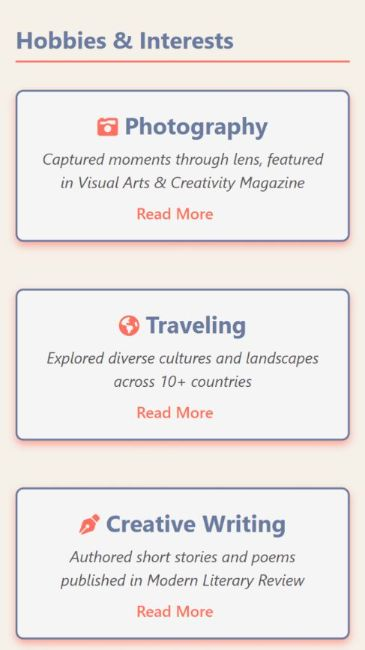 Hobbies & Interests
Photography
Captured moments through lens, featured
in Visual Arts & Creativity Magazine
Read More
Traveling
Explored diverse cultures and landscapes
across 10+ countries
Read More
Creative Writing
Authored short stories and poems
published in Modern Literary Review
Read More